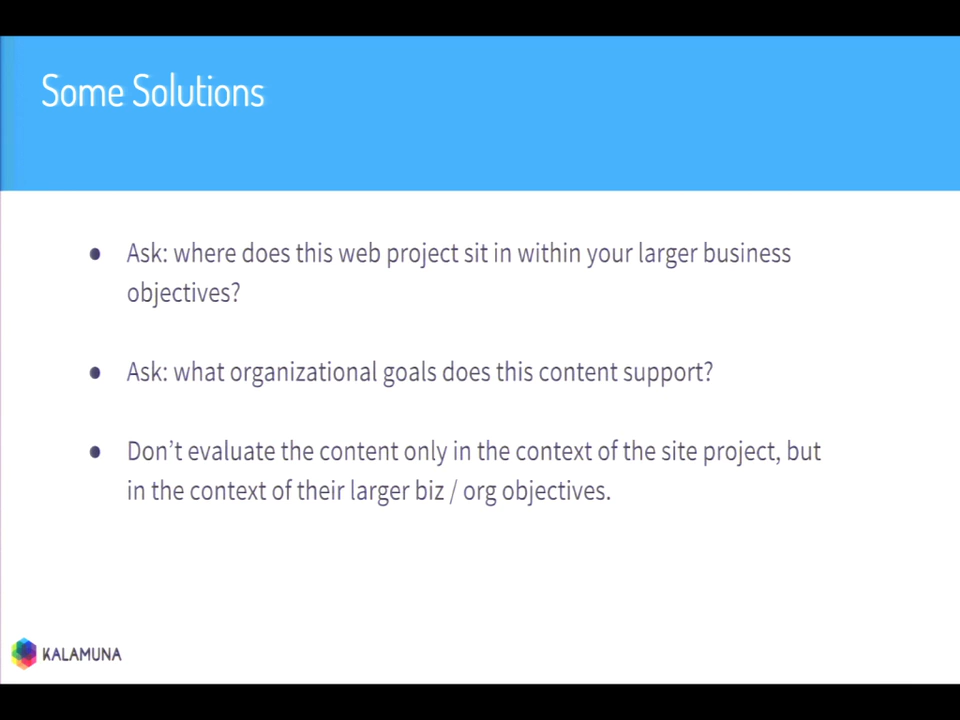 Some Solutions
● Ask: where does this web project sit in within your larger business
objectives?
● Ask: what organizational goals does this content support?
● Don’t evaluate the content only in the context of the site project, but
in the context of their larger biz / org objectives.
KALAMUNA